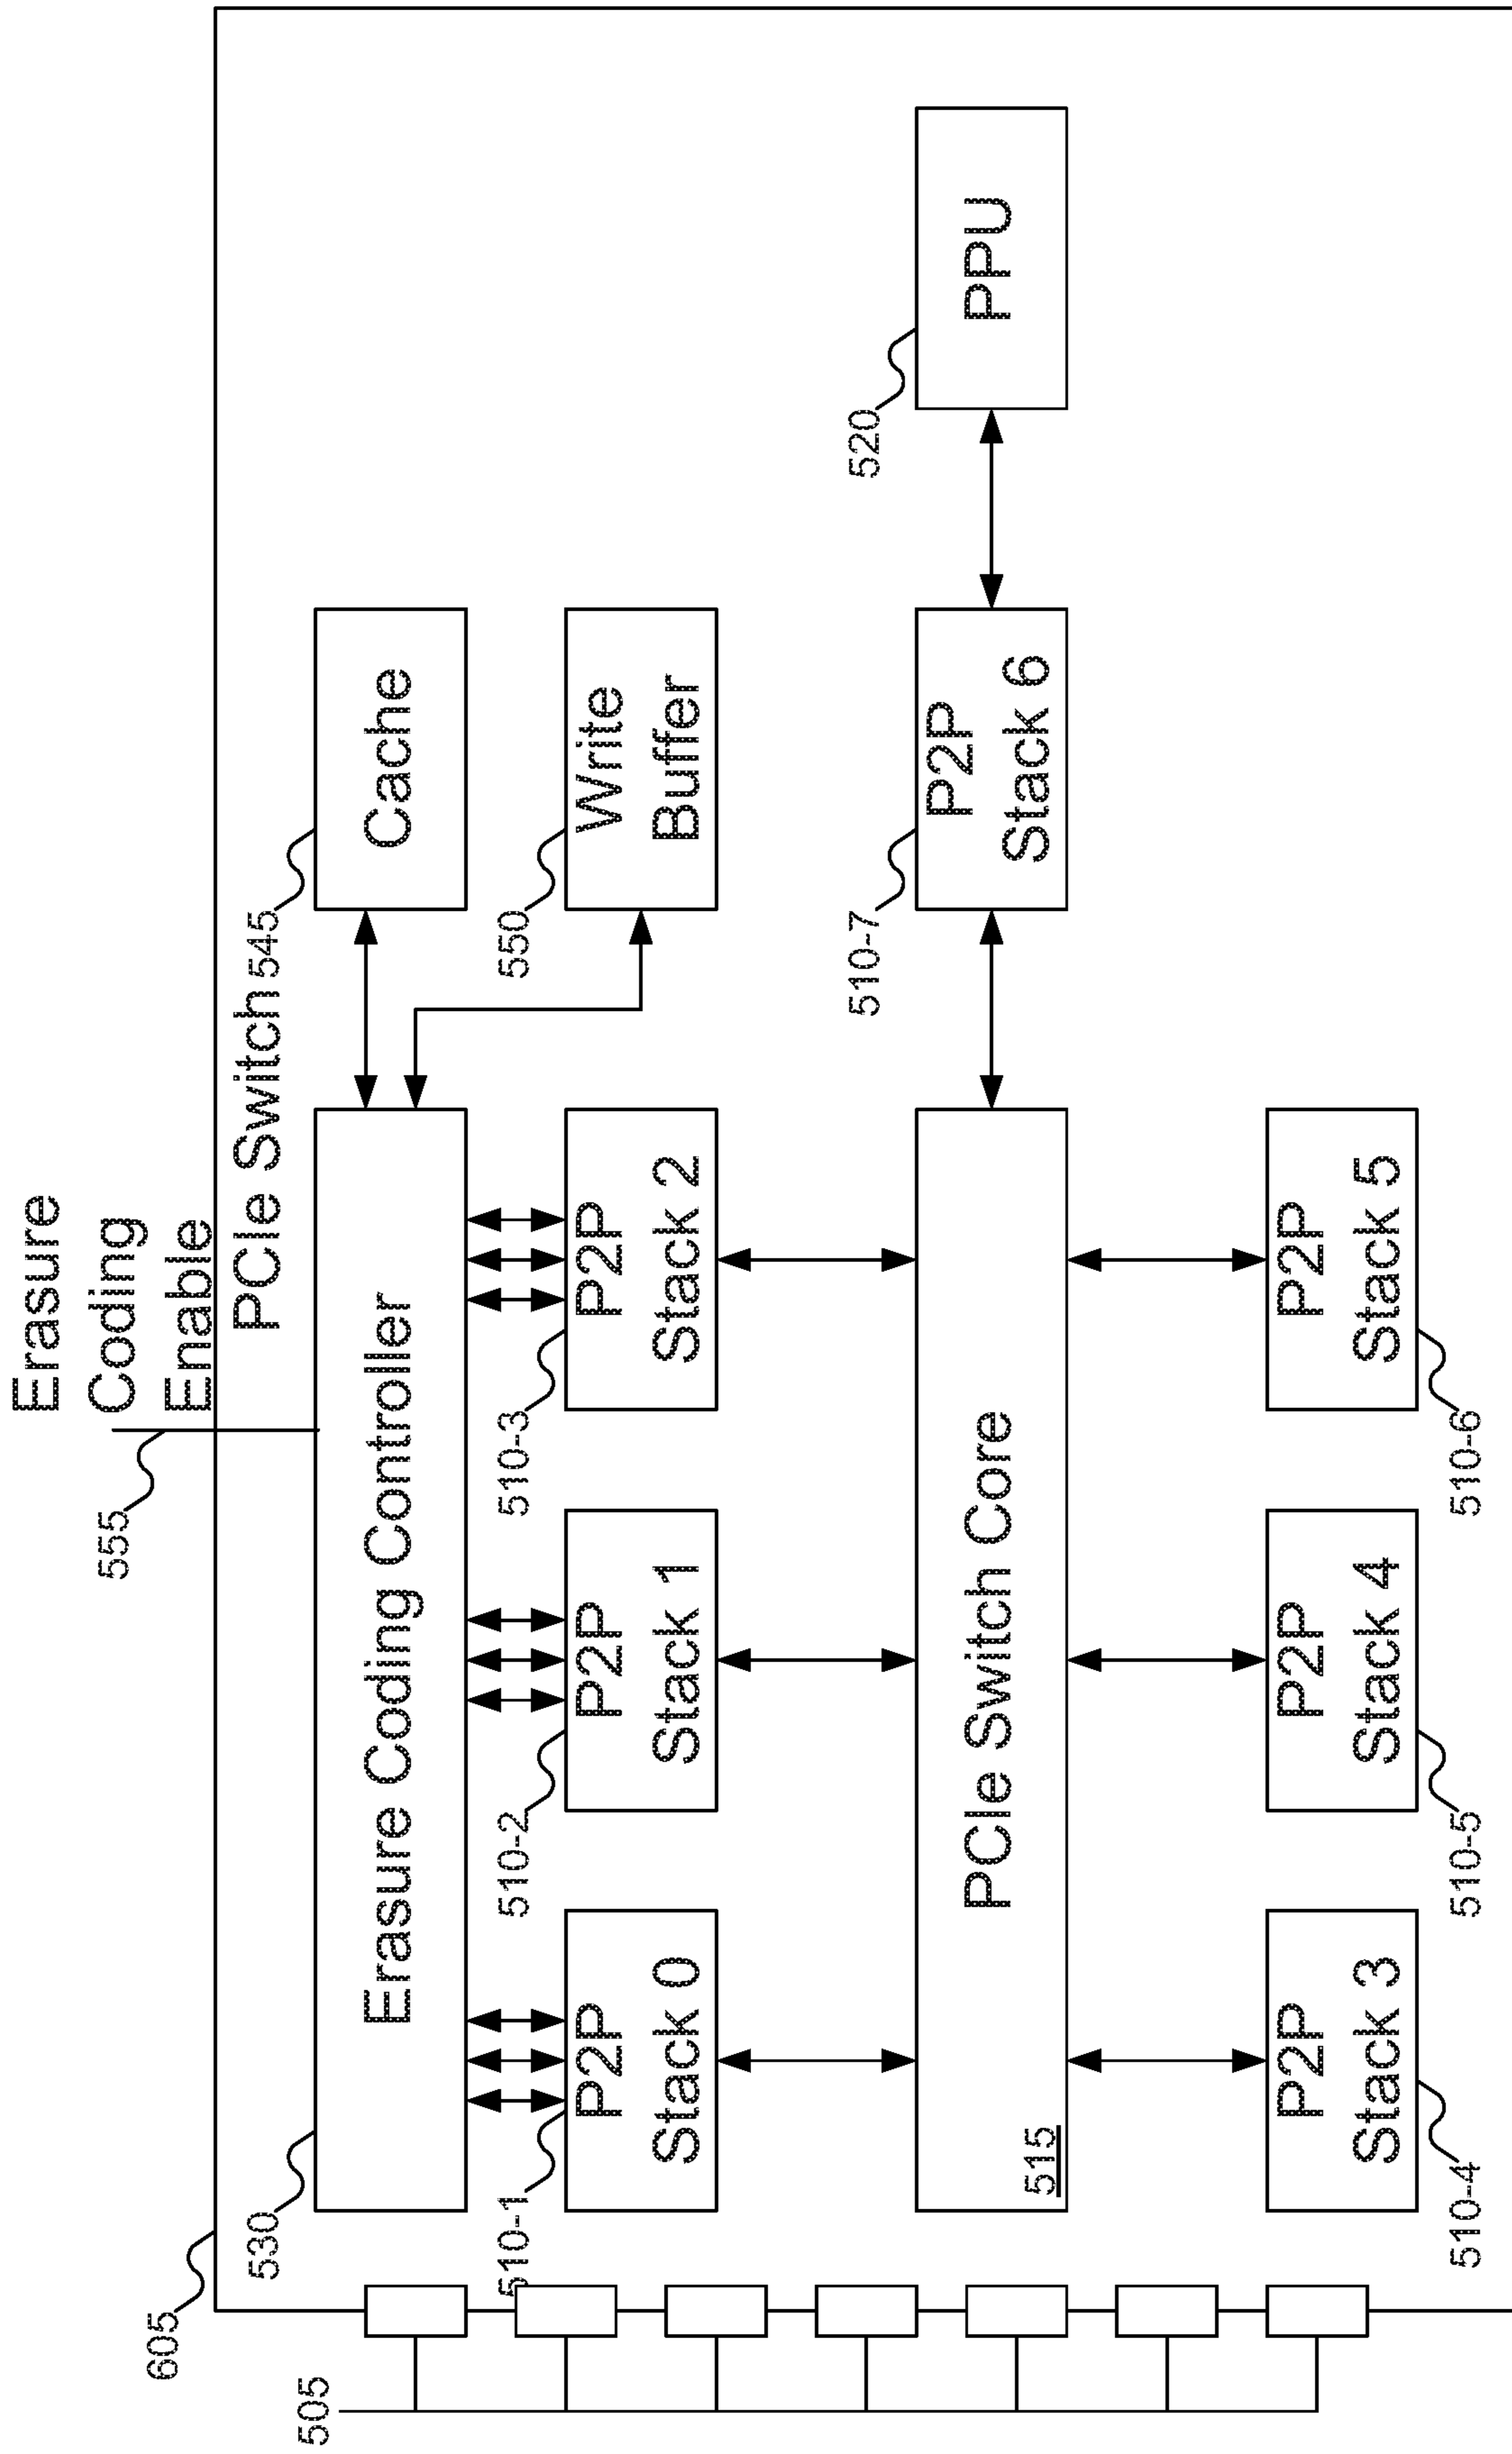 Erasure
Coding
Enable
555
605
PCIe Switch
530
545
505
Erasure Coding Controller
Cache
510-1
510-2
510-3
550
P2P
Stack 0
P2P
Stack 1
P2P
Stack 2
Write
Buffer
510-7
520
PCIe Switch Core
515
P2P
Stack 6
PPU
P2P
Stack 3
P2P
Stack 4
P2P
Stack 5
510-4
510-5
510-6